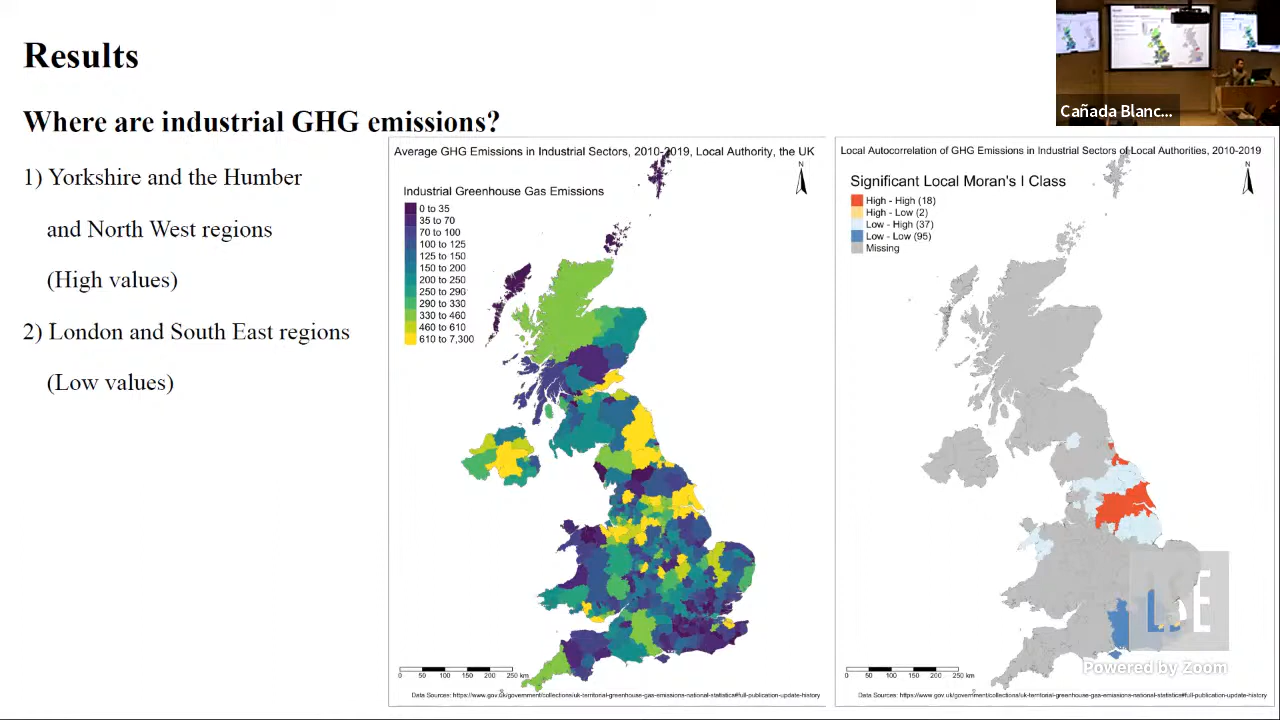 Results
Where are industrial GHG emissions?
1) Yorkshire and the Humber
and North West regions
(High values)
2) London and South East regions
(Low values)
Cañada Blanc...
Average GHG Emissions in Industrial Sectors, 2010-2019, Local Authority, the UK
N
Industrial Greenhouse Gas Emissions
0 to 35
35 to 70
70 to 100
100 to 125
125 to 150
150 to 200
200 to 250
250 to 290
290 to 330
330 to 460
460 to 610
610 to 7,300
0 50 100 150 200 250 km
Data Sources: https://www.gov.uk/government/collections/uk-territorial-greenhouse-gas-emissions-national-statistics#full-publication-update-history
Local Autocorrelation of GHG Emissions in Industrial Sectors of Local Authorities, 2010-2019
N
Significant Local Moran's I Class
High - High (18)
High - Low (2)
Low - High (37)
Low - Low (95)
Missing
LSE
Powered by Zoom
0 50 100 150 200 250 km
Data Sources: https://www.gov.uk/government/collections/uk-territorial-greenhouse-gas-emissions-national-statistics#full-publication-update-history